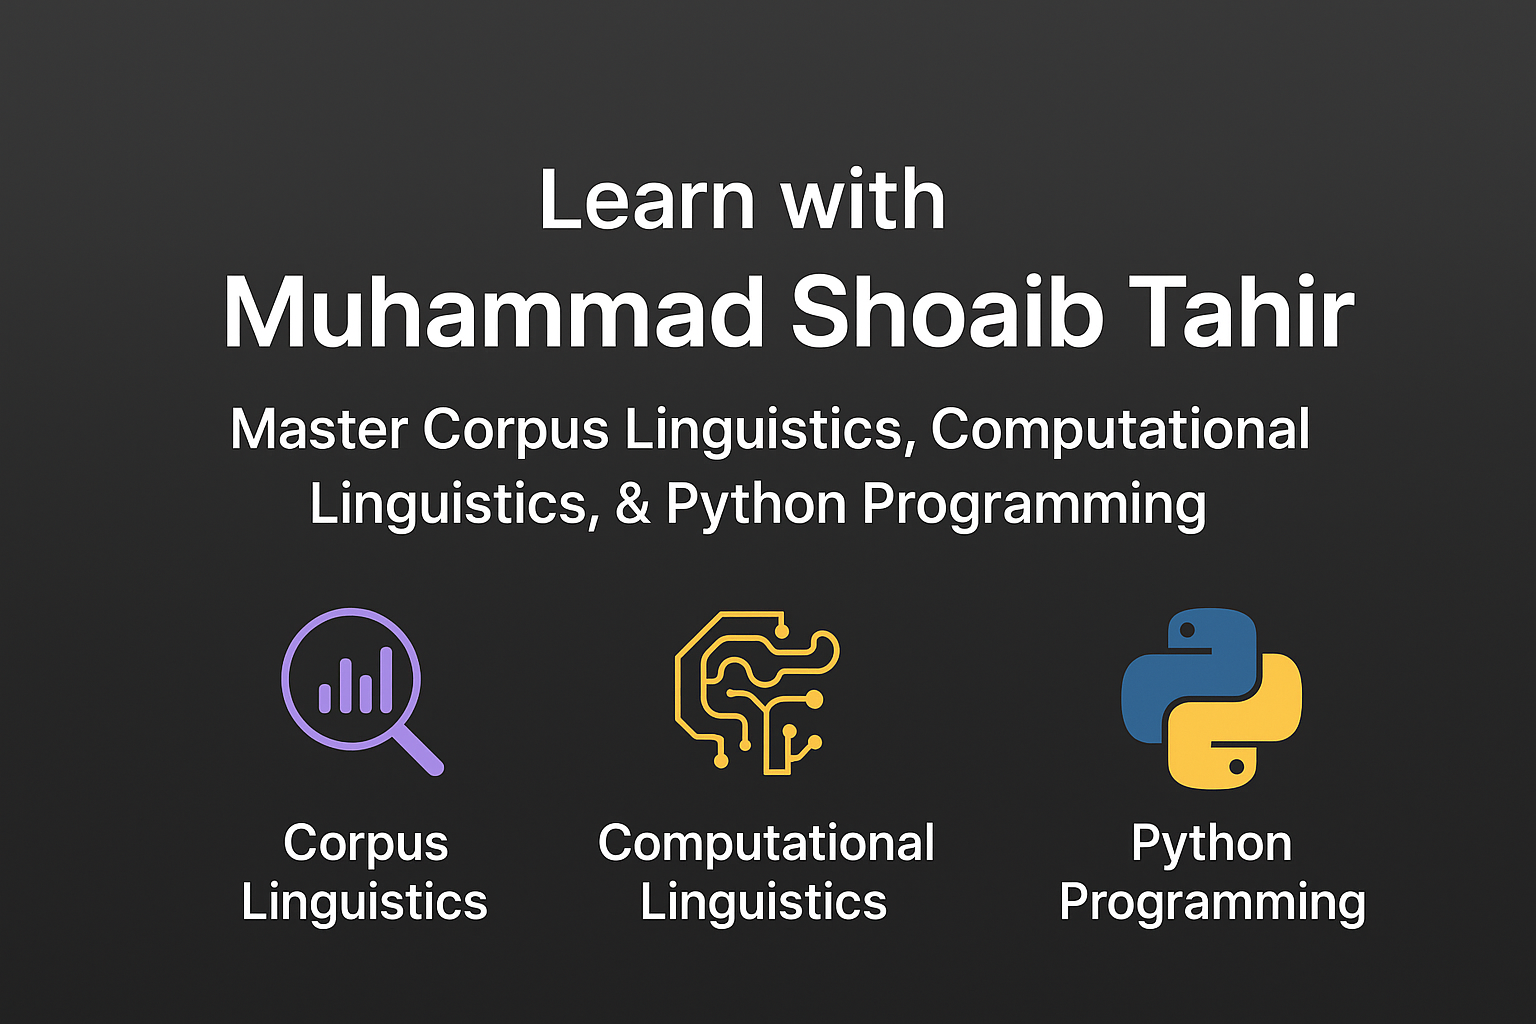 Learn with
Muhammad Shoaib Tahir
Master Corpus Linguistics, Computational
Linguistics, & Python Programming
Corpus
Linguistics
Computational
Linguistics
Python
Programming